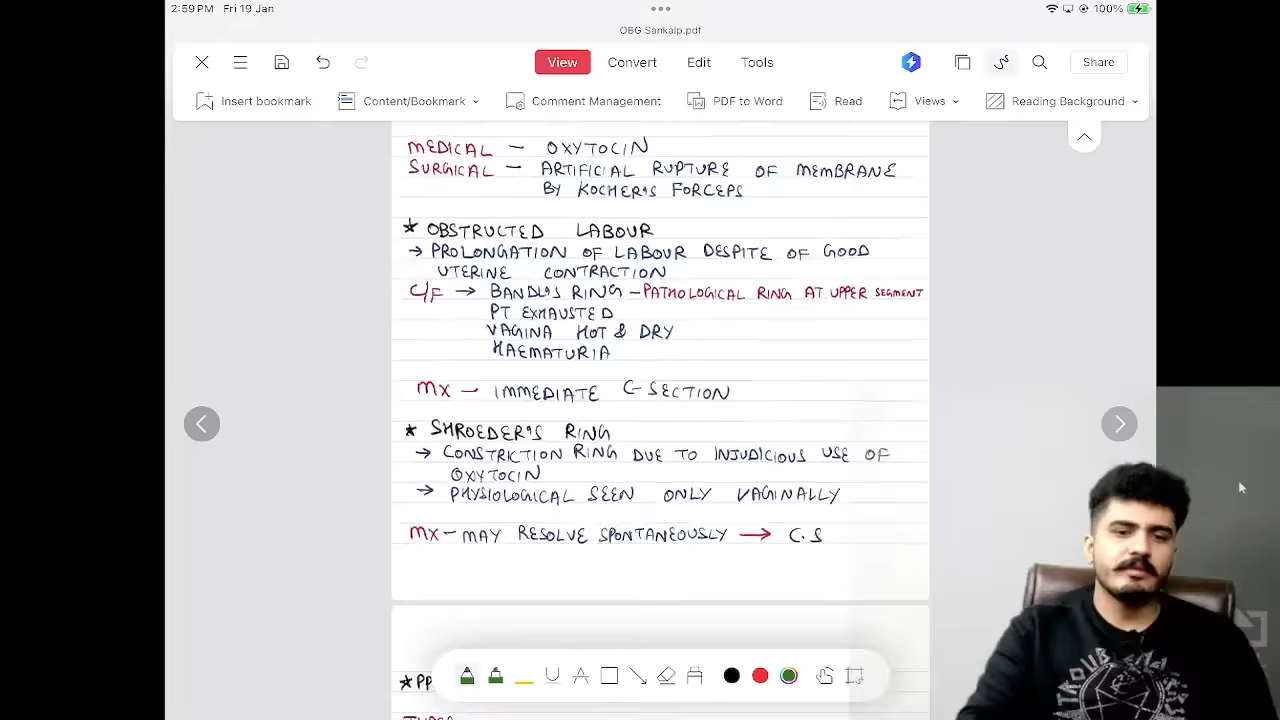 2:59 PM Fri 19 Jan
100%
OBG Sankalp.pdf
View Convert Edit Tools
Share
Insert bookmark Content/Bookmark Comment Management PDF to Word Read Views Reading Background
MEDICAL – OXYTOCIN
SURGICAL – ARTIFICIAL RUPTURE OF MEMBRANE
BY KOCHER'S FORCEPS
* OBSTRUCTED LABOUR
→ PROLONGATION OF LABOUR DESPITE OF GOOD
UTERINE CONTRACTION
C/F → BANDL'S RING – PATHOLOGICAL RING AT UPPER SEGMENT
PT EXHAUSTED
VAGINA HOT & DRY
HAEMATURIA
MX – IMMEDIATE C-SECTION
* SHROEDER'S RING
→ CONSTRICTION RING DUE TO INJUDICIOUS USE OF
OXYTOCIN
→ PHYSIOLOGICAL SEEN ONLY VAGINALLY
MX – MAY RESOLVE SPONTANEOUSLY → C.S